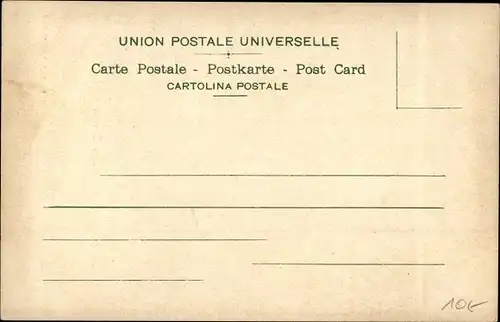 UNION POSTALE UNIVERSELLE
Carte Postale - Postkarte - Post Card
CARTOLINA POSTALE
10€